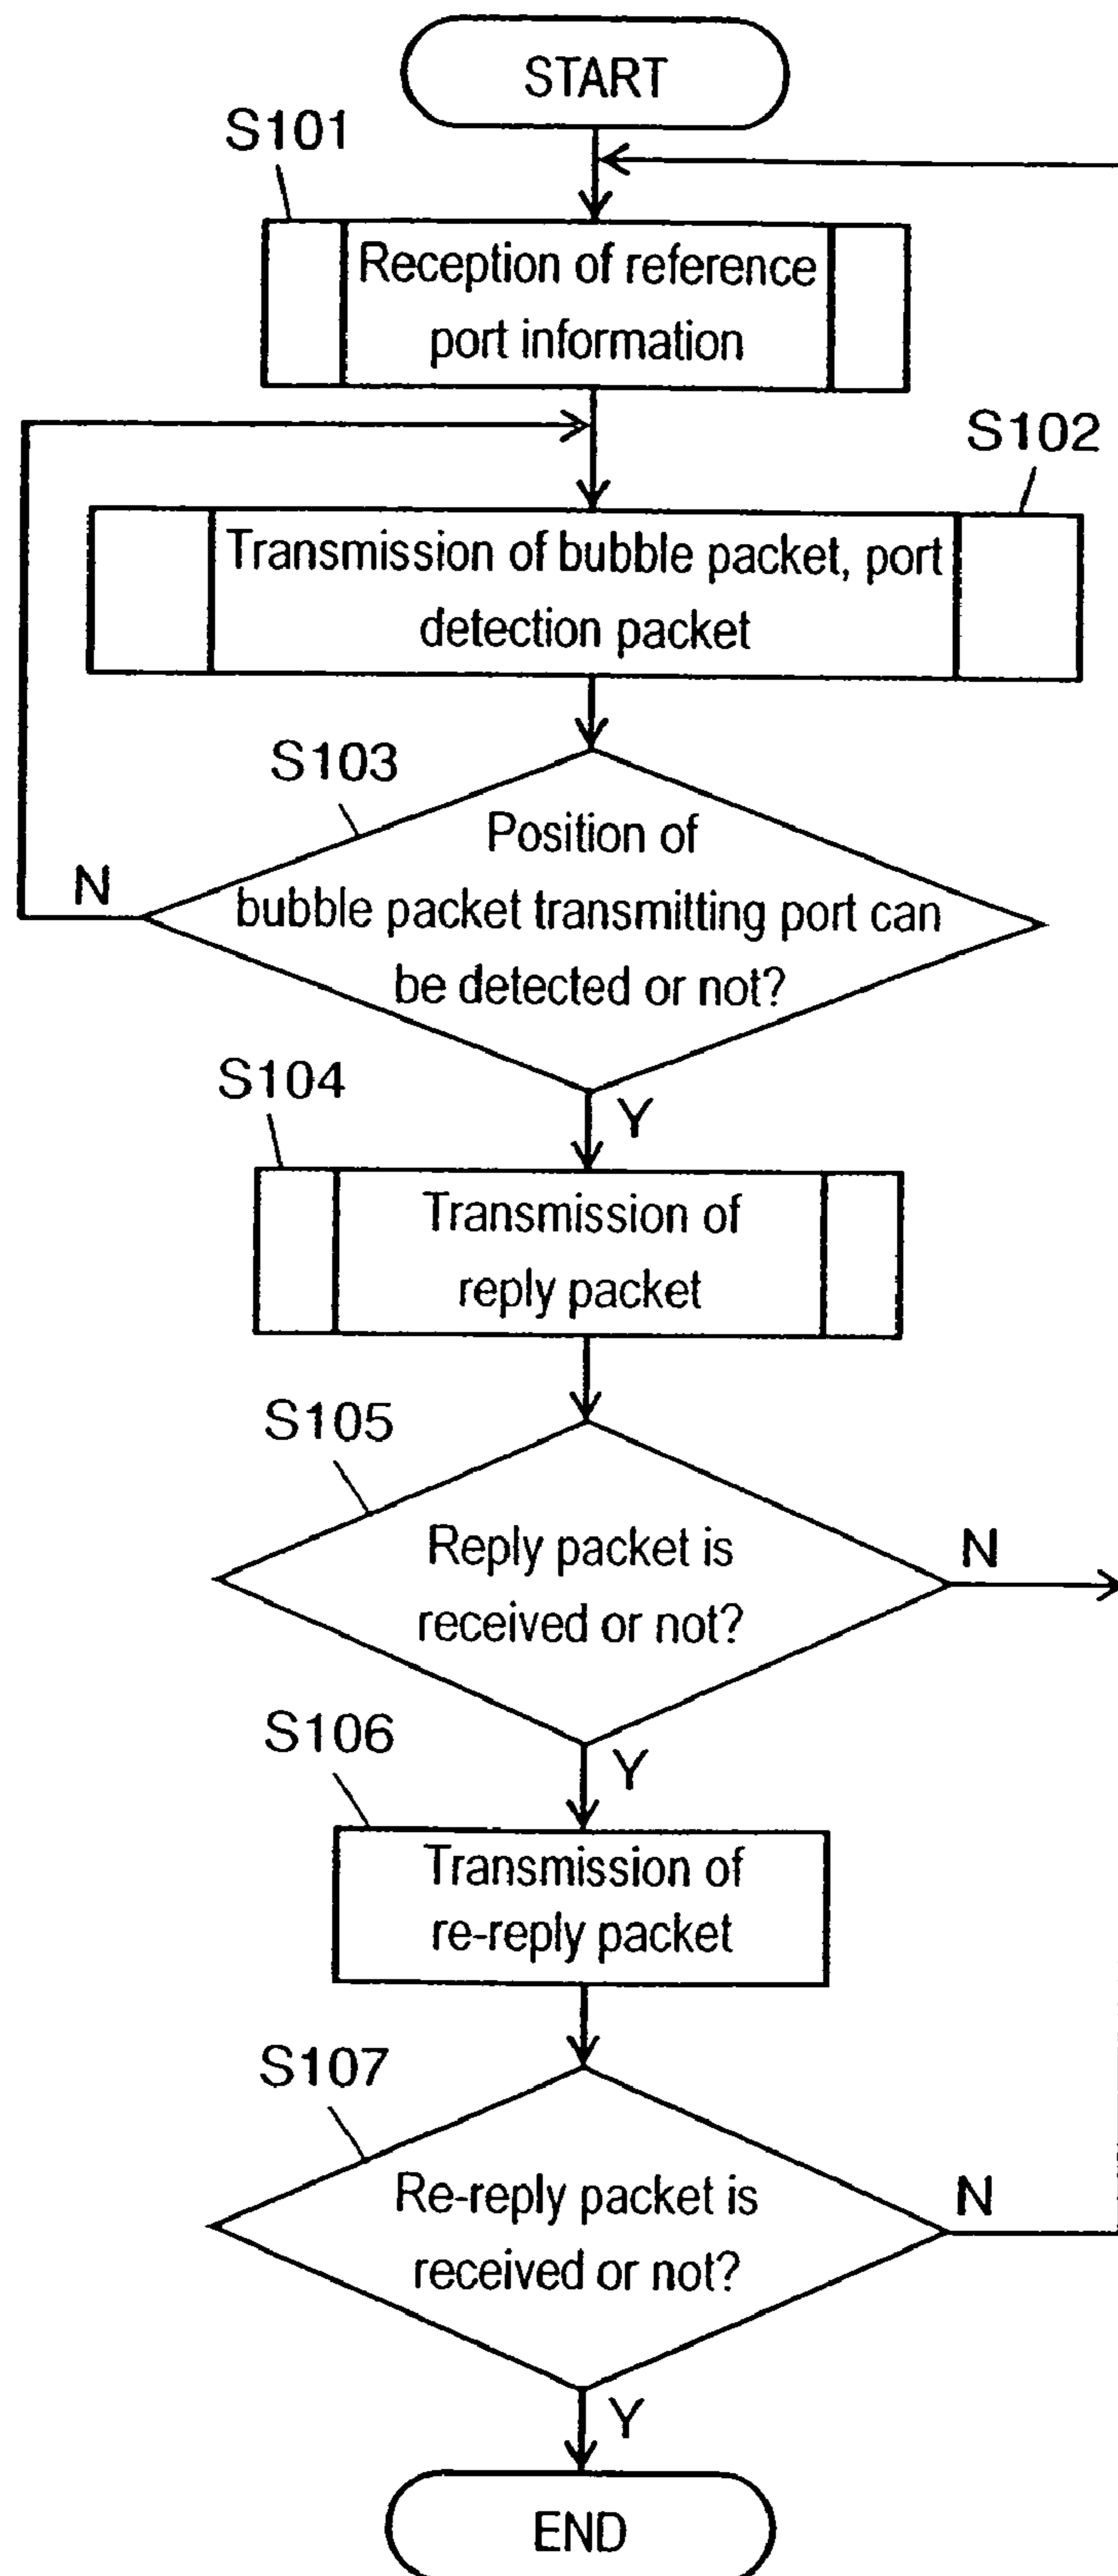 START
S101
Reception of reference
port information
S102
Transmission of bubble packet, port
detection packet
S103
Position of
bubble packet transmitting port can
be detected or not?
N
Y
S104
Transmission of
reply packet
S105
Reply packet is
received or not?
N
Y
S106
Transmission of
re-reply packet
S107
Re-reply packet is
received or not?
N
Y
END